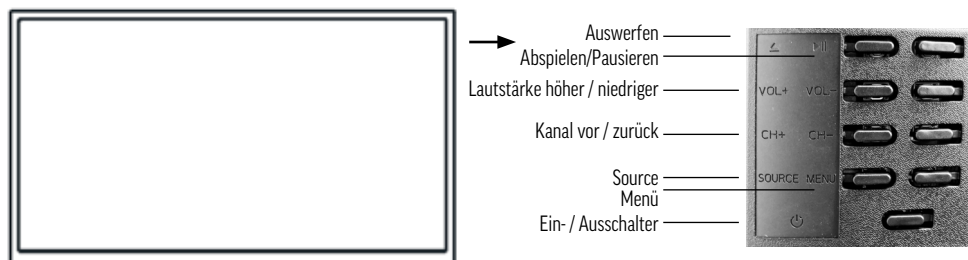 Auswerfen
Abspielen/Pausieren
Lautstärke höher / niedriger
Kanal vor / zurück
Source
Menü
Ein- / Ausschalter
VOL+ VOL-
CH+ CH-
SOURCE MENU